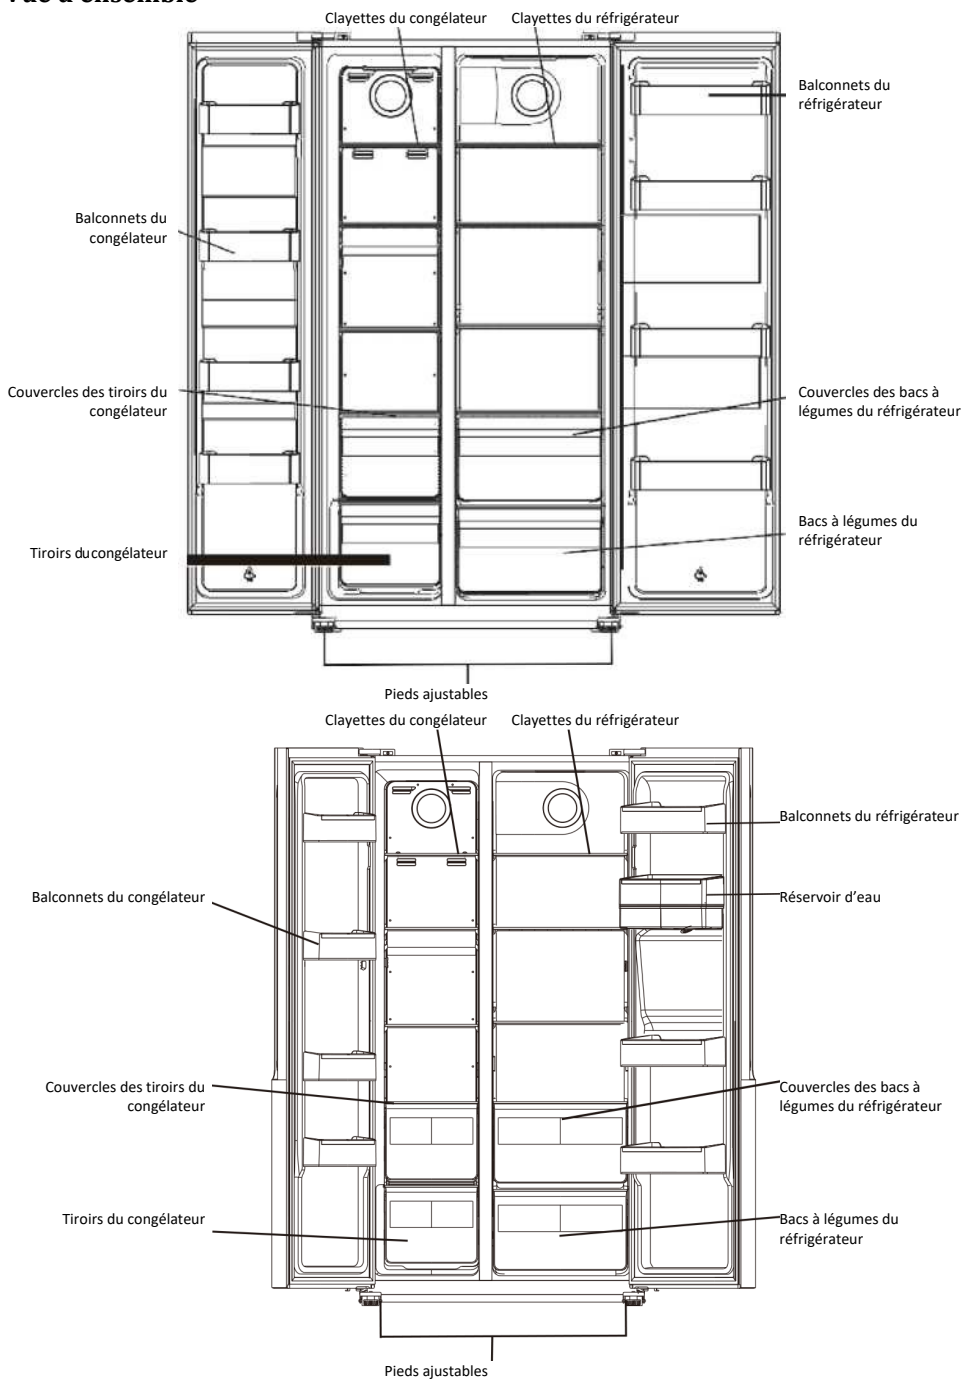 Vue d'ensemble
Clayettes du congélateur
Clayettes du réfrigérateur
Balconnets du
réfrigérateur
Balconnets du
congélateur
Couvercles des tiroirs du
congélateur
Couvercles des bacs à
légumes du réfrigérateur
Bacs à légumes du
réfrigérateur
Tiroirs du congélateur
Pieds ajustables
Clayettes du congélateur
Clayettes du réfrigérateur
Balconnets du réfrigérateur
Balconnets du congélateur
Réservoir d'eau
Couvercles des tiroirs du
congélateur
Couvercles des bacs à
légumes du réfrigérateur
Tiroirs du congélateur
Bacs à légumes du
réfrigérateur
Pieds ajustables